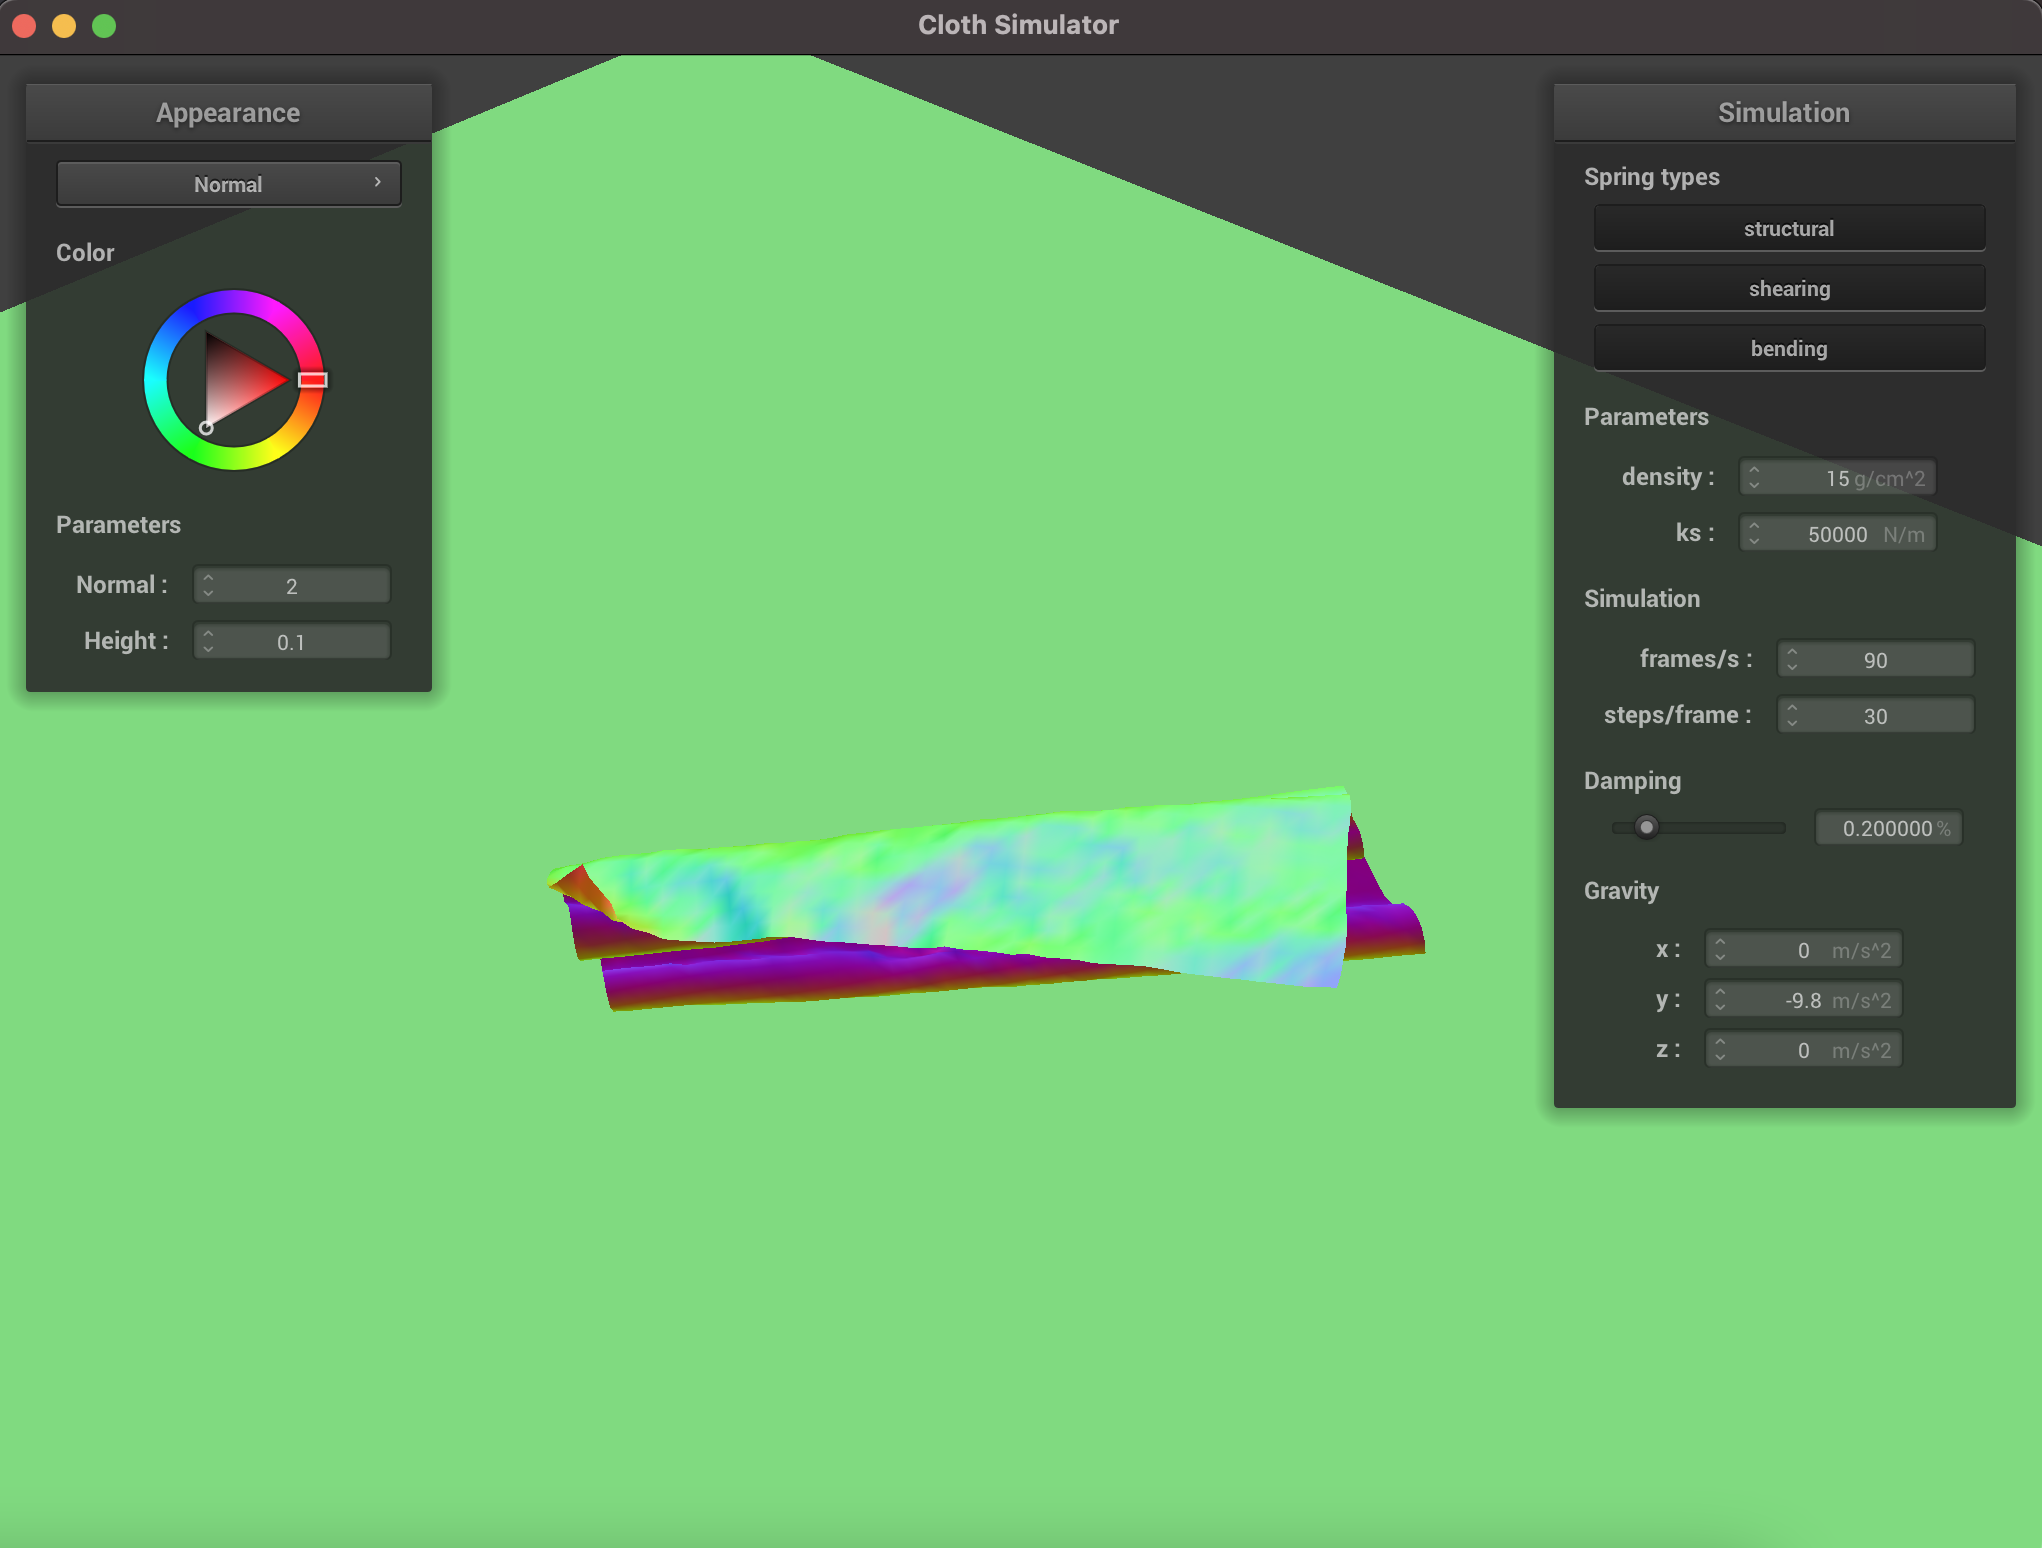 Cloth Simulator
Appearance
Normal
Color
Parameters
Normal : 2
Height : 0.1
Simulation
Spring types
structural
shearing
bending
Parameters
density : 15 g/cm^2
ks : 50000 N/m
Simulation
frames/s : 90
steps/frame : 30
Damping
0.200000 %
Gravity
x : 0 m/s^2
y : -9.8 m/s^2
z : 0 m/s^2